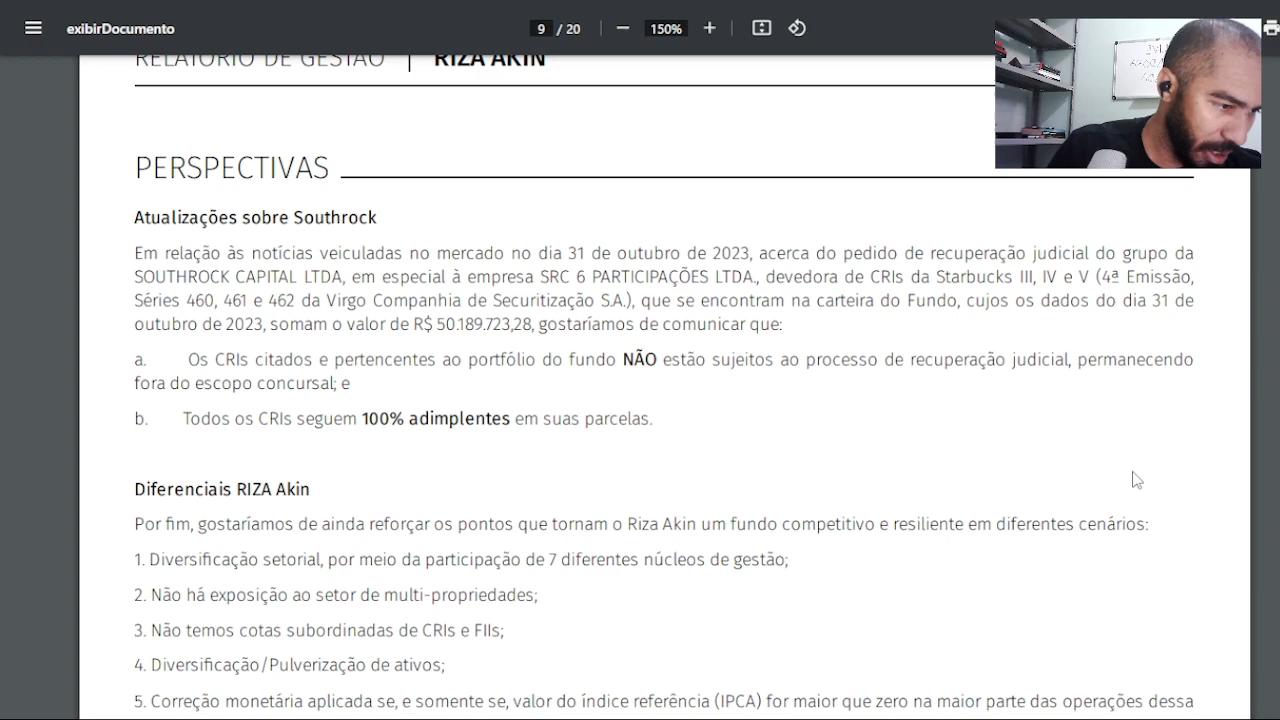 exibirDocumento 9 / 20 150%
RELATÓRIO DE GESTÃO | RIZA AKIN
PERSPECTIVAS
Atualizações sobre Southrock
Em relação às notícias veiculadas no mercado no dia 31 de outubro de 2023, acerca do pedido de recuperação judicial do grupo da
SOUTHROCK CAPITAL LTDA, em especial à empresa SRC 6 PARTICIPAÇÕES LTDA., devedora de CRIs da Starbucks III, IV e V (4ª Emissão,
Séries 460, 461 e 462 da Virgo Companhia de Securitização S.A.), que se encontram na carteira do Fundo, cujos os dados do dia 31 de
outubro de 2023, somam o valor de R$ 50.189.723,28, gostaríamos de comunicar que:
a. Os CRIs citados e pertencentes ao portfólio do fundo NÃO estão sujeitos ao processo de recuperação judicial, permanecendo
fora do escopo concursal; e
b. Todos os CRIs seguem 100% adimplentes em suas parcelas.
Diferenciais RIZA Akin
Por fim, gostaríamos de ainda reforçar os pontos que tornam o Riza Akin um fundo competitivo e resiliente em diferentes cenários:
1. Diversificação setorial, por meio da participação de 7 diferentes núcleos de gestão;
2. Não há exposição ao setor de multi-propriedades;
3. Não temos cotas subordinadas de CRIs e FIIs;
4. Diversificação/Pulverização de ativos;
5. Correção monetária aplicada se, e somente se, valor do índice referência (IPCA) for maior que zero na maior parte das operações dessa